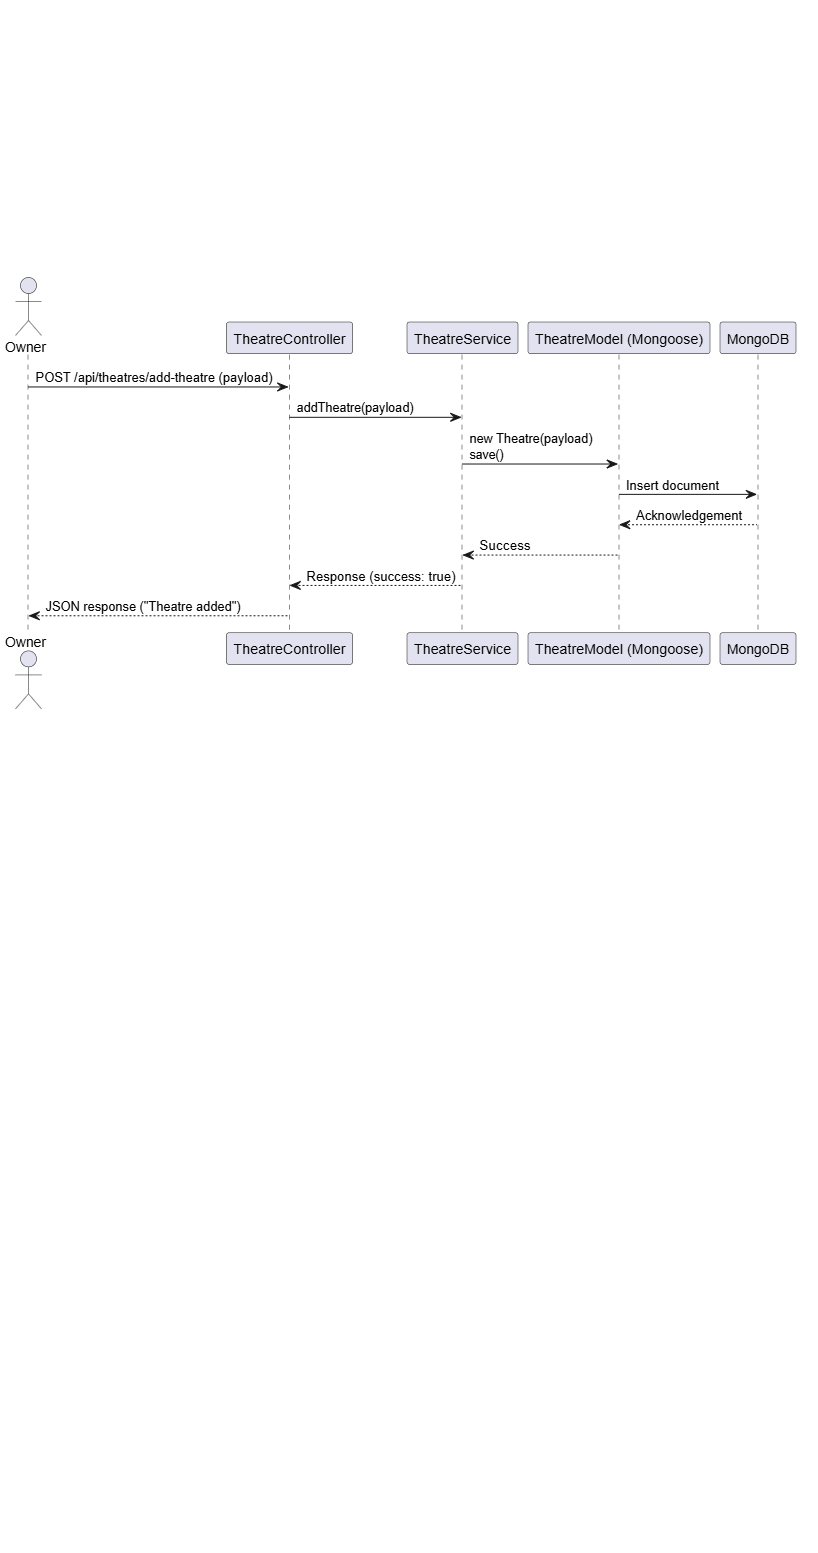 Owner
TheatreController
TheatreService
TheatreModel (Mongoose)
MongoDB
POST /api/theatres/add-theatre (payload)
addTheatre(payload)
new Theatre(payload)
save()
Insert document
Acknowledgement
Success
Response (success: true)
JSON response ("Theatre added")
Owner
TheatreController
TheatreService
TheatreModel (Mongoose)
MongoDB